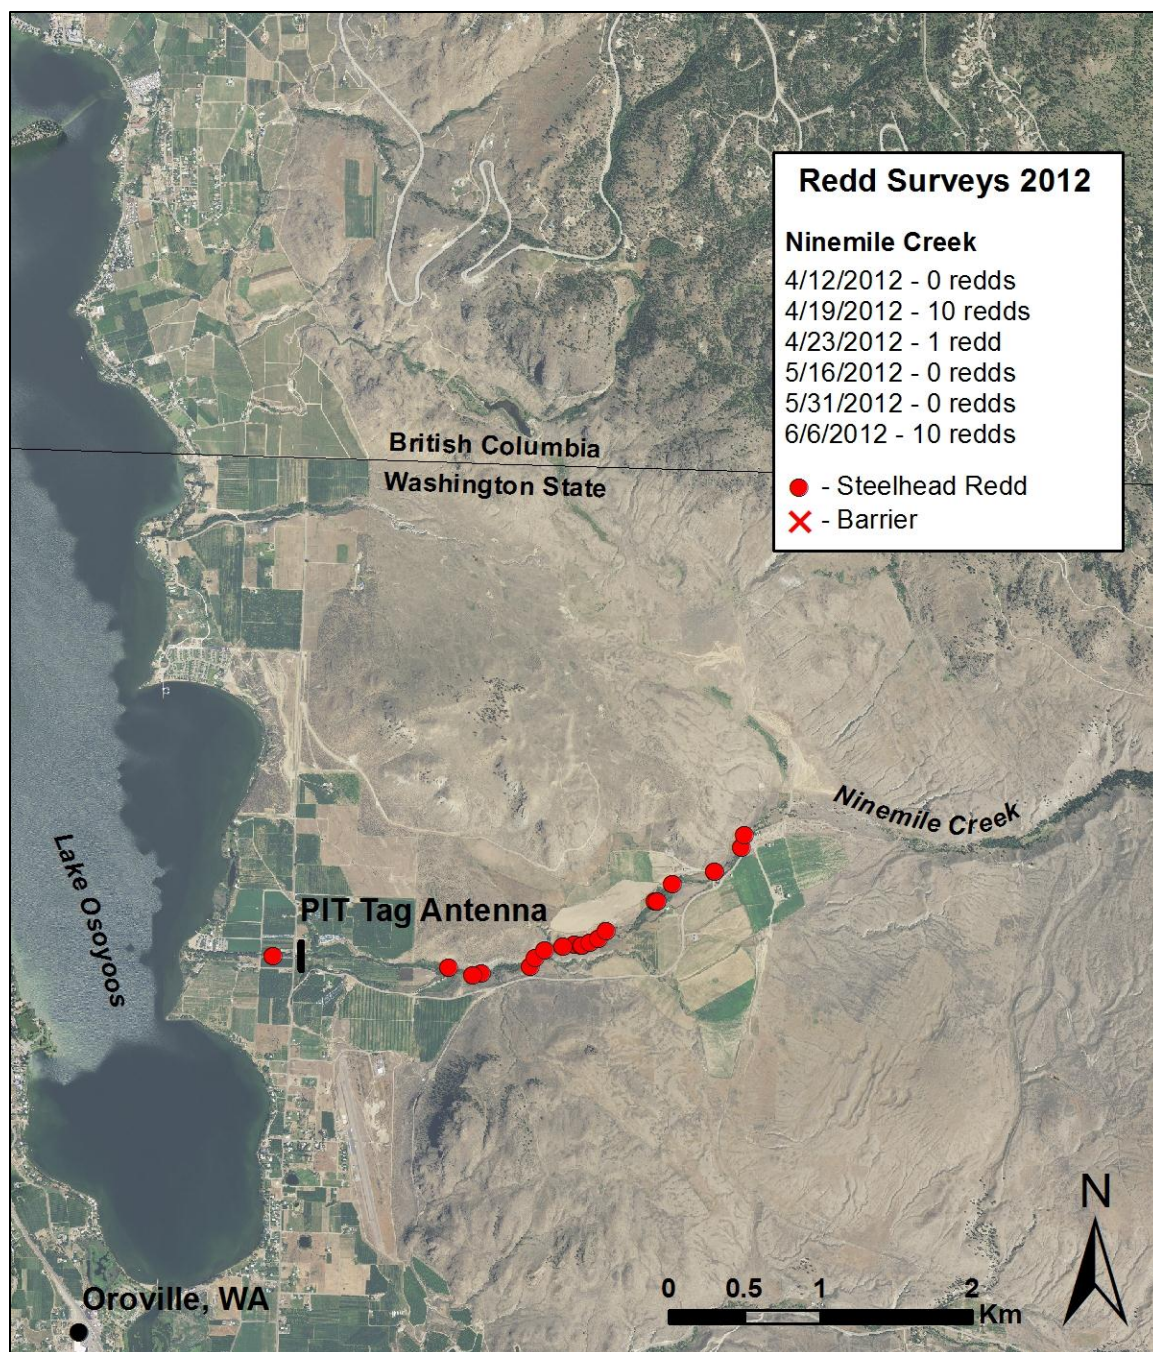 Redd Surveys 2012
Ninemile Creek
4/12/2012 - 0 redds
4/19/2012 - 10 redds
4/23/2012 - 1 redd
5/16/2012 - 0 redds
5/31/2012 - 0 redds
6/6/2012 - 10 redds
- Steelhead Redd
- Barrier
British Columbia
Washington State
Ninemile Creek
Lake Osoyoos
PIT Tag Antenna
N
0 0.5 1 2
Km
Oroville, WA